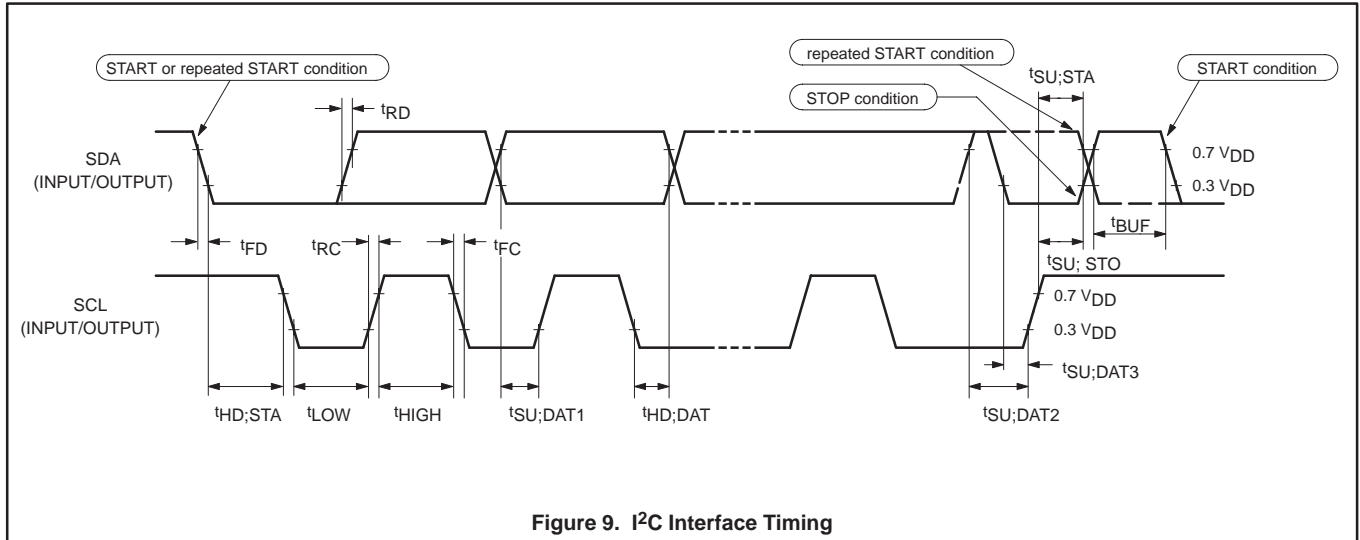 repeated START condition
START or repeated START condition
tSU;STA
START condition
STOP condition
tRD
SDA
(INPUT/OUTPUT)
0.7 VDD
0.3 VDD
tFD
tRC
tFC
tBUF
tSU; STO
SCL
(INPUT/OUTPUT)
0.7 VDD
0.3 VDD
tSU;DAT3
tHD;STA
tLOW
tHIGH
tSU;DAT1
tHD;DAT
tSU;DAT2
Figure 9. I2C Interface Timing